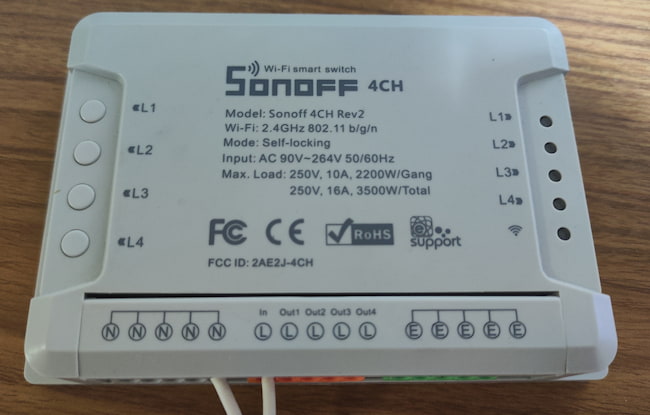 Wi-Fi smart switch
SONOFF 4CH
Model: Sonoff 4CH Rev2
Wi-Fi: 2.4GHz 802.11 b/g/n
Mode: Self-locking
Input: AC 90V~264V 50/60Hz
Max. Load: 250V, 10A, 2200W/Gang
250V, 16A, 3500W/Total
L1
L2
L3
L4
L1
L2
L3
L4
FC CE RoHS e support
FCC ID: 2AE2J-4CH
In Out1 Out2 Out3 Out4
N N N N N L L L L L E E E E E